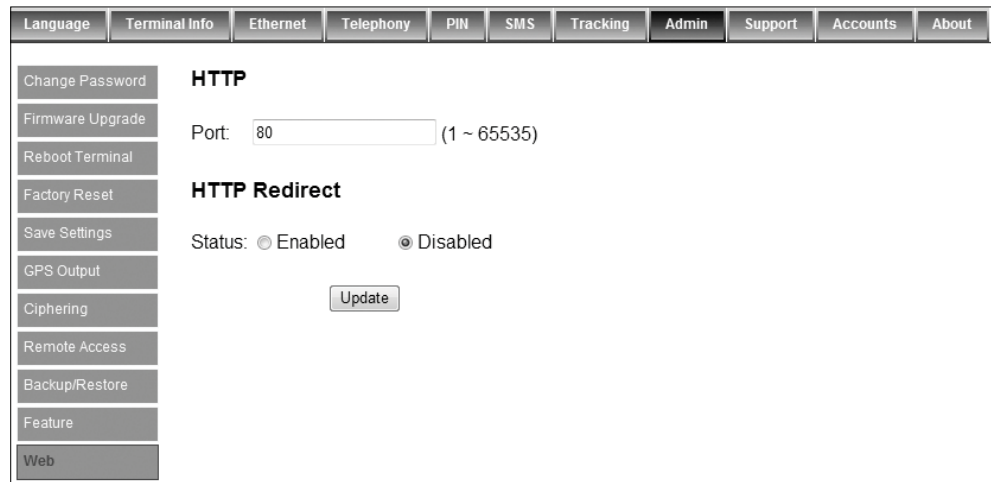 Language Terminal Info Ethernet Telephony PIN SMS Tracking Admin Support Accounts About
Change Password
Firmware Upgrade
Reboot Terminal
Factory Reset
Save Settings
GPS Output
Ciphering
Remote Access
Backup/Restore
Feature
Web
HTTP
Port: 80 (1 ~ 65535)
HTTP Redirect
Status: Enabled Disabled
Update